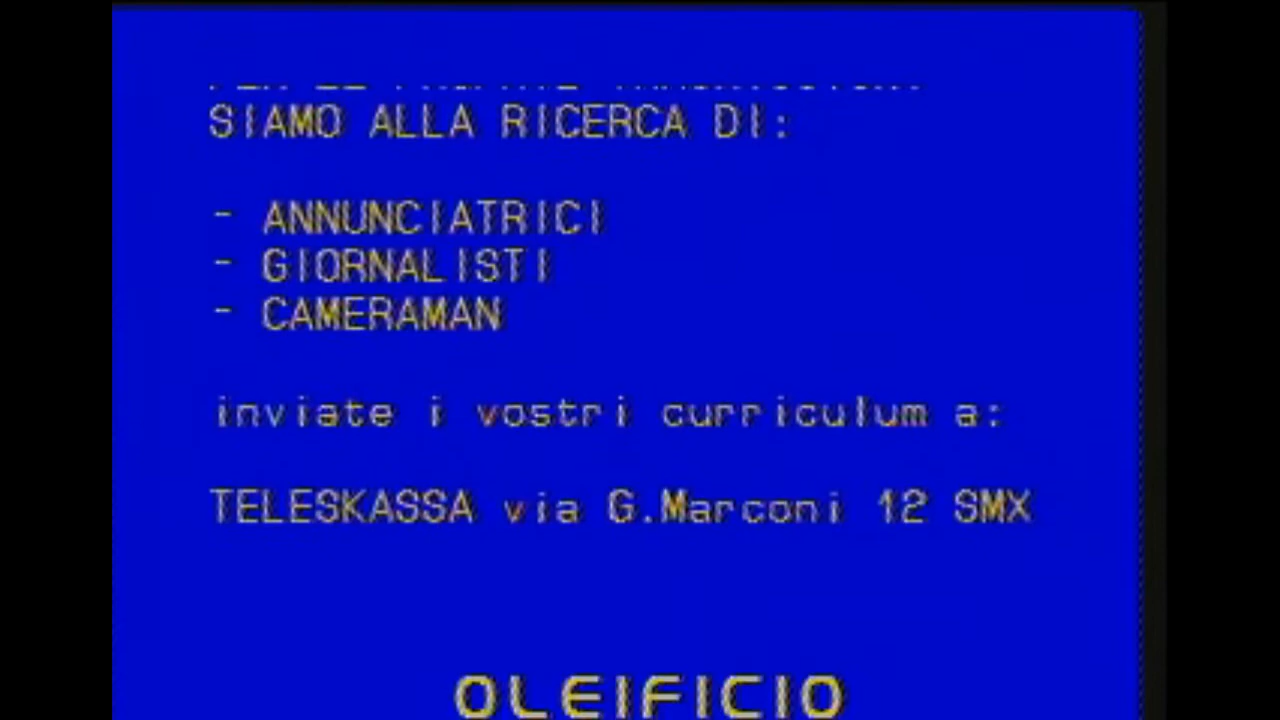 SIAMO ALLA RICERCA DI:
- ANNUNCIATRICI
- GIORNALISTI
- CAMERAMAN
inviate i vostri curriculum a:
TELESKASSA via G.Marconi 12 SMX
OLEIFICIO